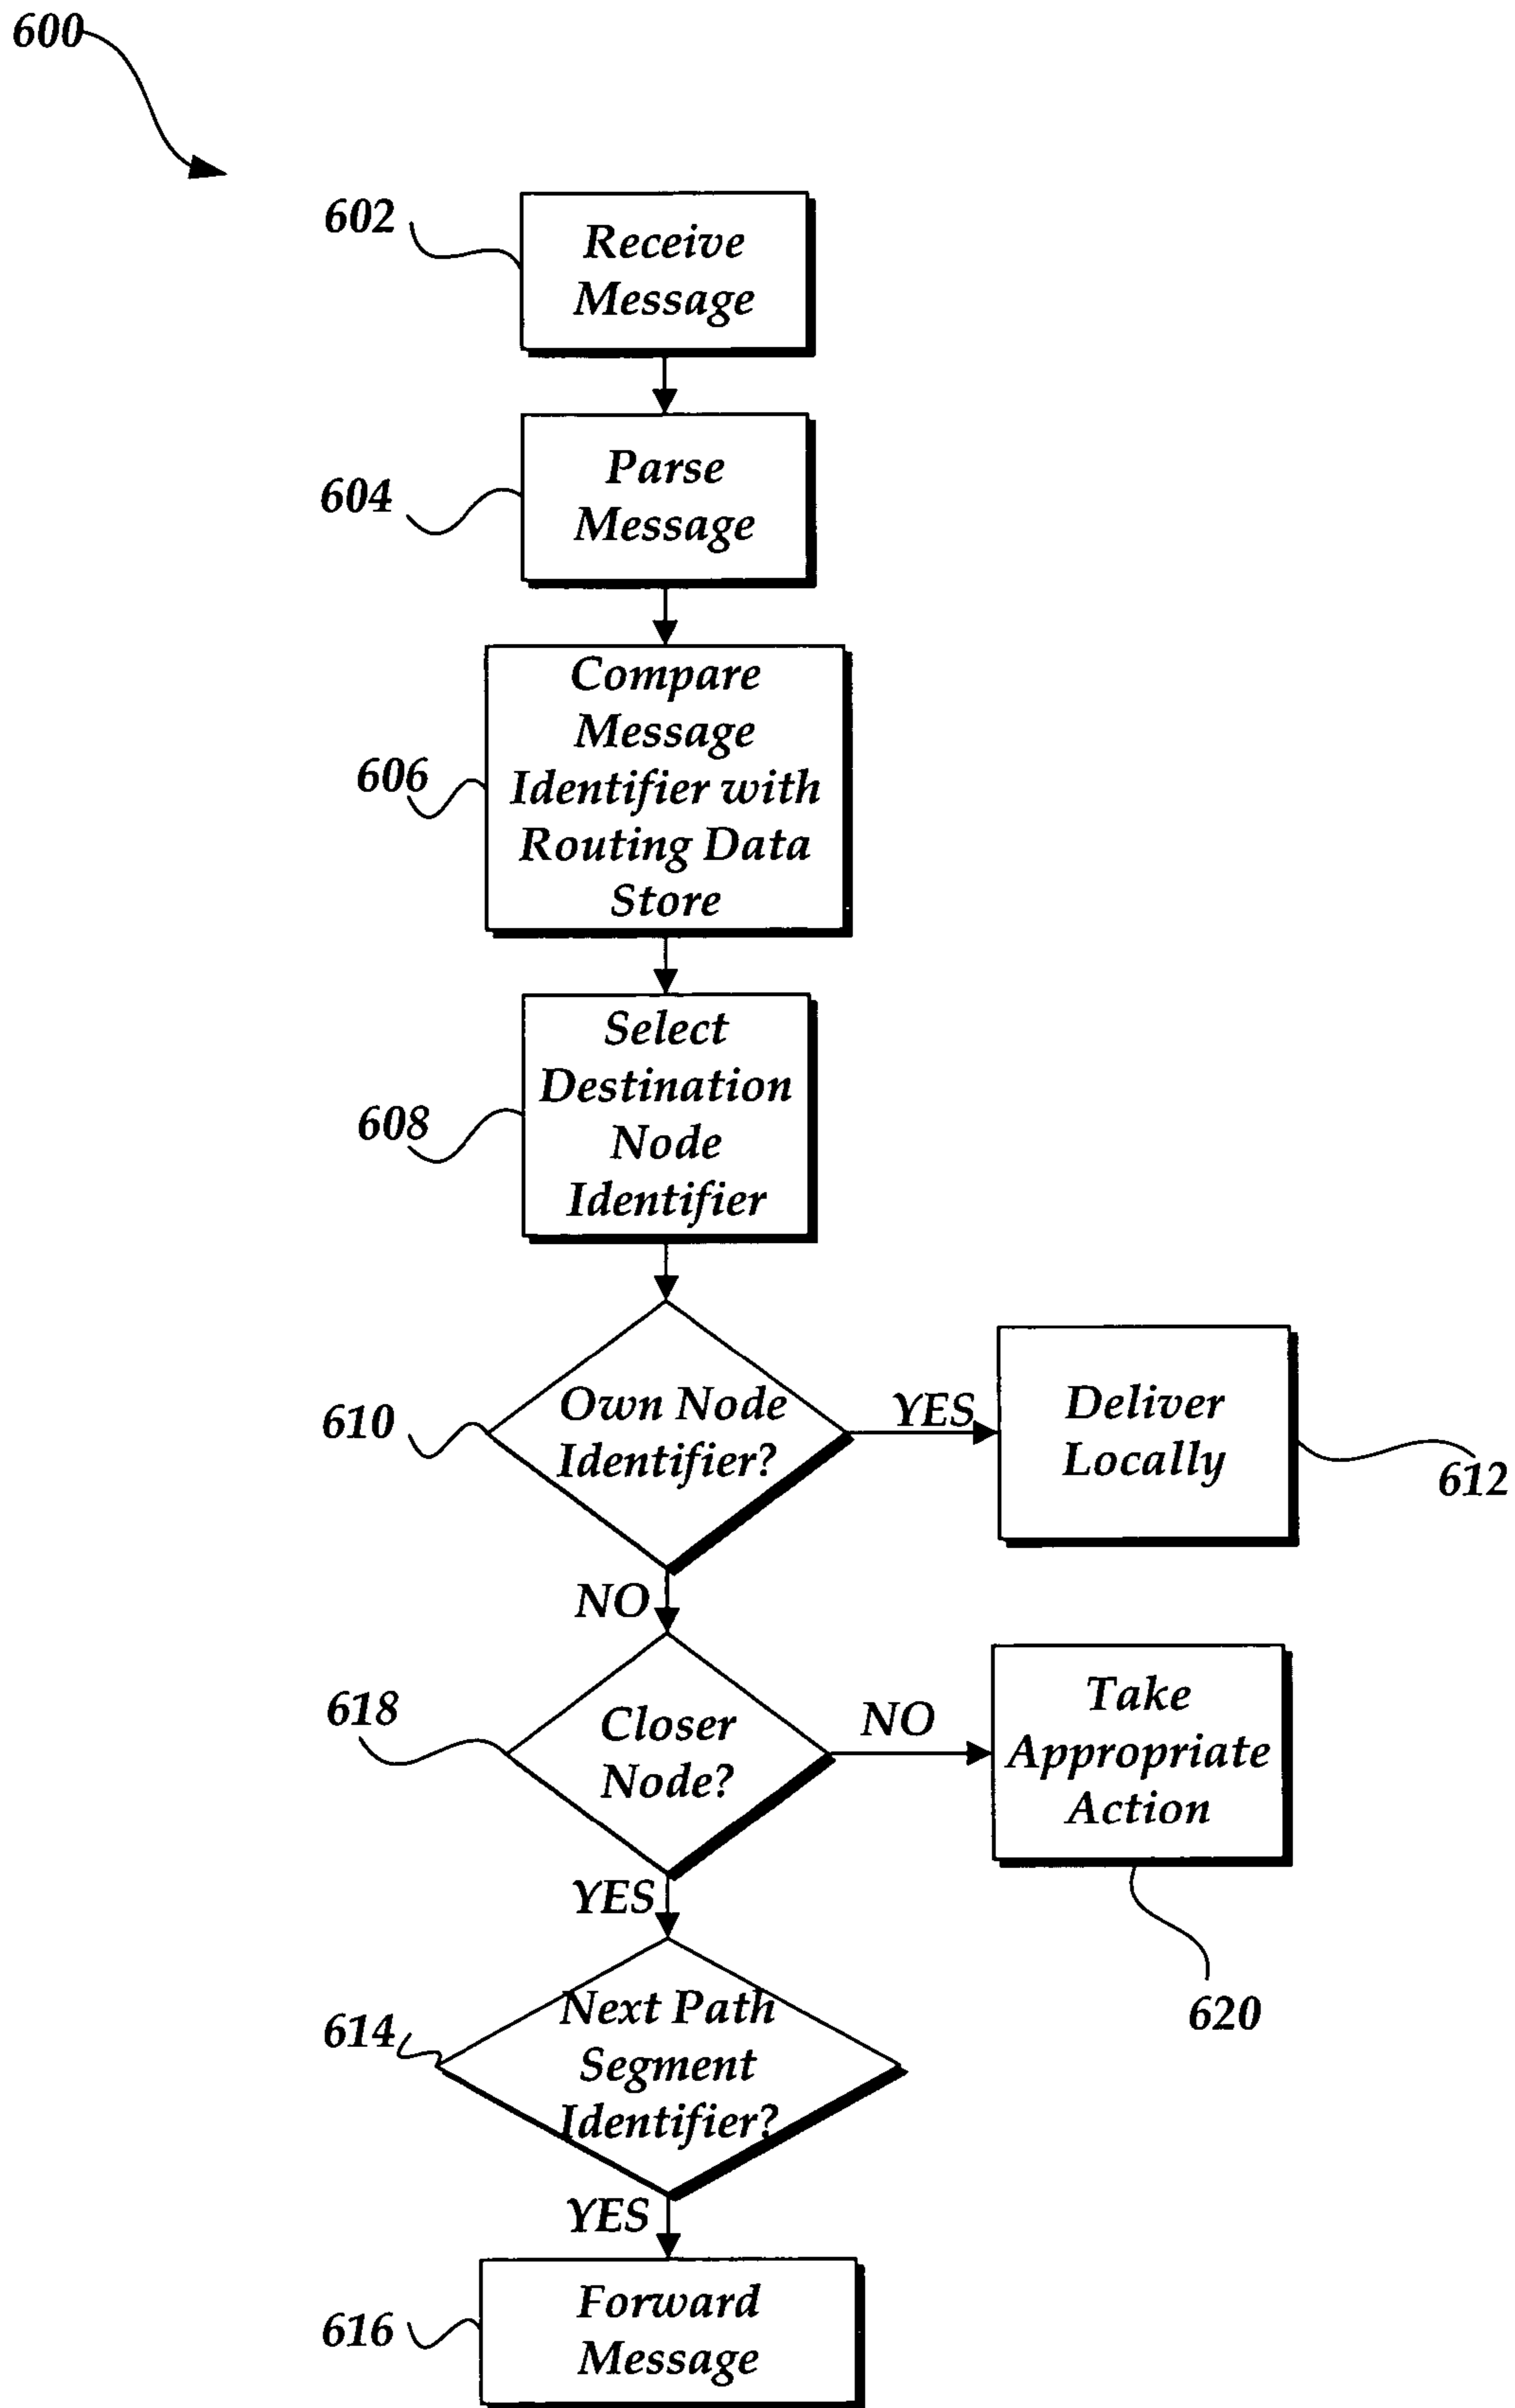 600
602
Receive
Message
604
Parse
Message
606
Compare
Message
Identifier with
Routing Data
Store
608
Select
Destination
Node
Identifier
610
Own Node
Identifier?
YES
Deliver
Locally
612
NO
618
Closer
Node?
NO
Take
Appropriate
Action
620
YES
614
Next Path
Segment
Identifier?
YES
616
Forward
Message